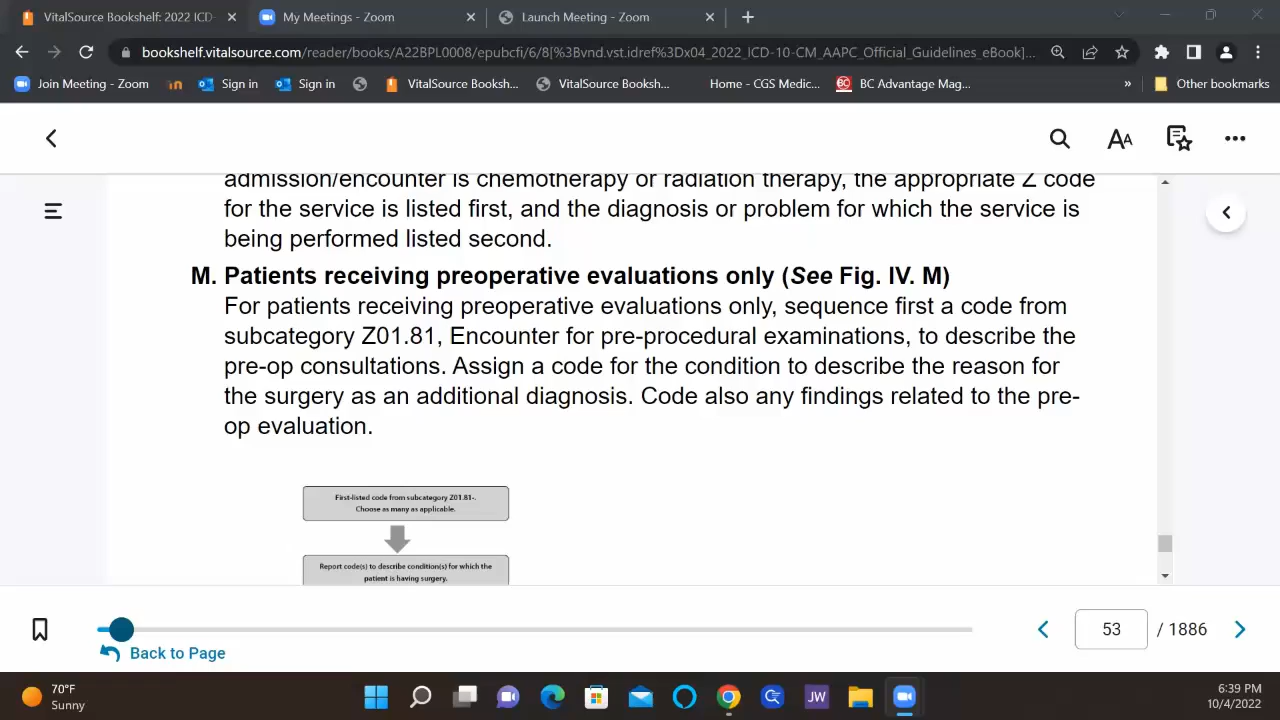 VitalSource Bookshelf: 2022 ICD-
My Meetings - Zoom
Launch Meeting - Zoom
bookshelf.vitalsource.com/reader/books/A22BPL0008/epubcfi/6/8[%3Bvnd.vst.idref%3Dx04_2022_ICD-10-CM_AAPC_Official_Guidelines_eBook]...
Join Meeting - Zoom
in
Sign in
Sign in
VitalSource Booksh...
VitalSource Booksh...
Home - CGS Medic...
BC Advantage Mag...
»
Other bookmarks
AA
admission/encounter is chemotherapy or radiation therapy, the appropriate Z code
for the service is listed first, and the diagnosis or problem for which the service is
being performed listed second.
M. Patients receiving preoperative evaluations only (See Fig. IV. M)
For patients receiving preoperative evaluations only, sequence first a code from
subcategory Z01.81, Encounter for pre-procedural examinations, to describe the
pre-op consultations. Assign a code for the condition to describe the reason for
the surgery as an additional diagnosis. Code also any findings related to the pre-
op evaluation.
First-listed code from subcategory Z01.81-.
Choose as many as applicable.
Report code(s) to describe condition(s) for which the
patient is having surgery.
53 / 1886
Back to Page
70°F
Sunny
JW
6:39 PM
10/4/2022